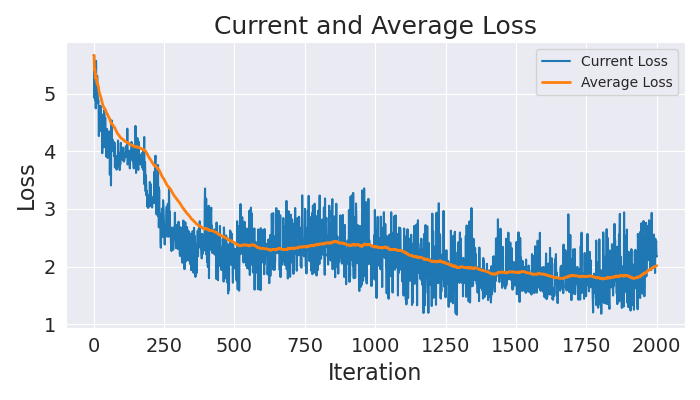 Current and Average Loss
Current Loss
Average Loss
5
4
3
2
1
Loss
0 250 500 750 1000 1250 1500 1750 2000
Iteration